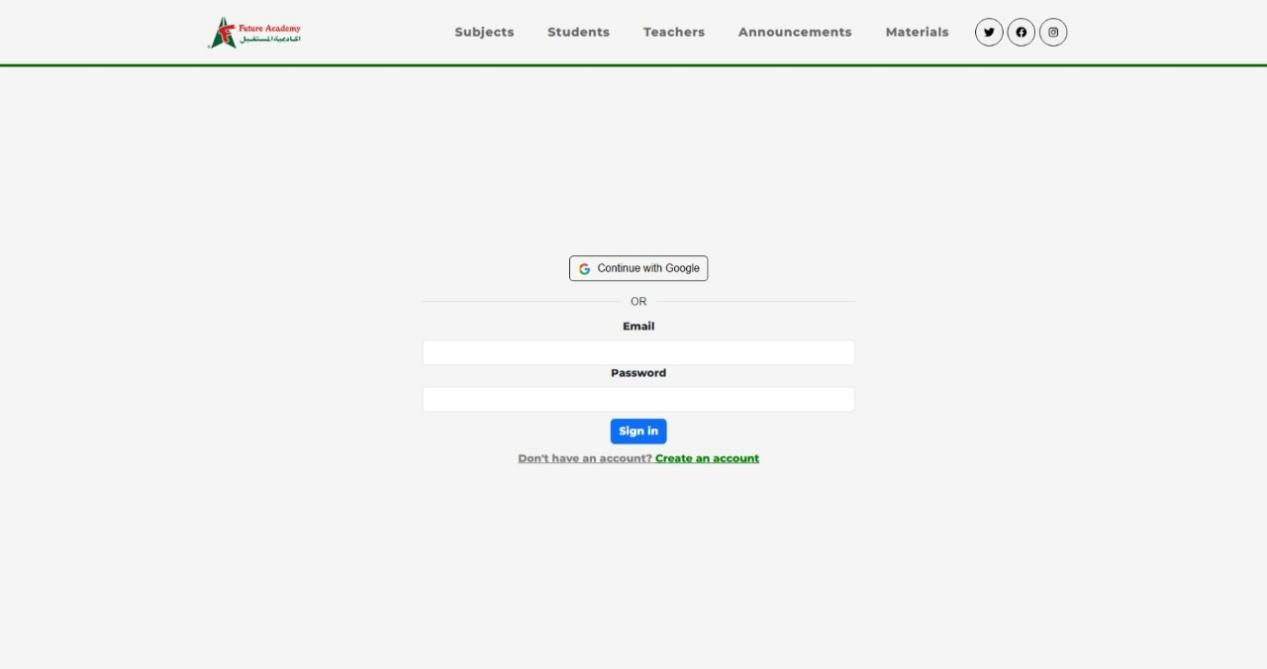 Future Academy
اكاديمية المستقبل
Subjects Students Teachers Announcements Materials
Continue with Google
OR
Email
Password
Sign in
Don't have an account? Create an account